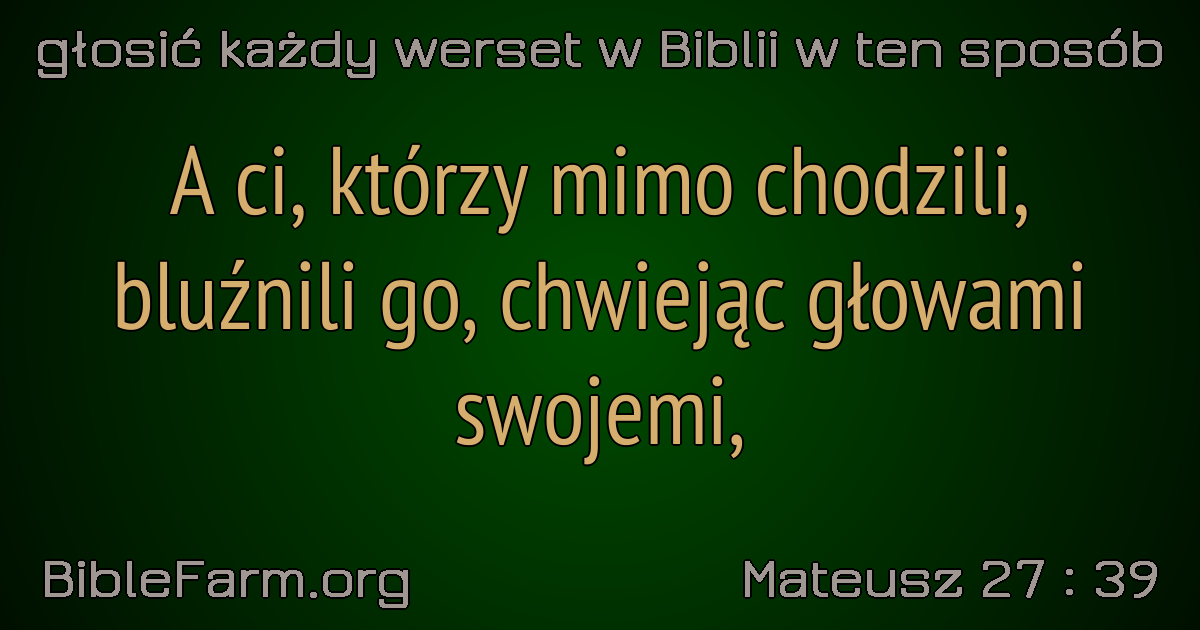 głosić każdy werset w Biblii w ten sposób
A ci, którzy mimo chodzili,
bluźnili go, chwiejąc głowami
swojemi,
BibleFarm.org
Mateusz 27 : 39